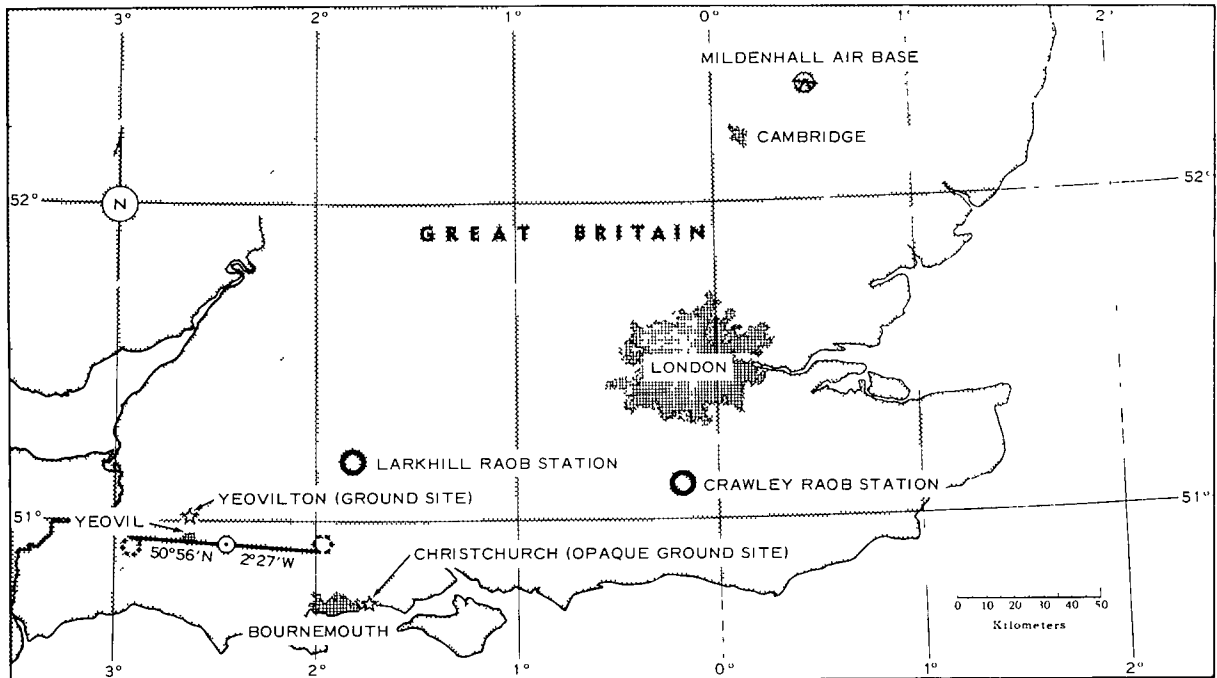 3° 2° 1° 0° 1' 2'
MILDENHALL AIR BASE
CAMBRIDGE
52° 52°
N
GREAT BRITAIN
LONDON
LARKHILL RAOB STATION
CRAWLEY RAOB STATION
YEOVILTON (GROUND SITE)
51° YEOVIL 51°
50°56'N 2°27'W
CHRISTCHURCH (OPAQUE GROUND SITE)
BOURNEMOUTH
0 10 20 30 40 50
Kilometers
3° 2° 1° 0° 1° 2°